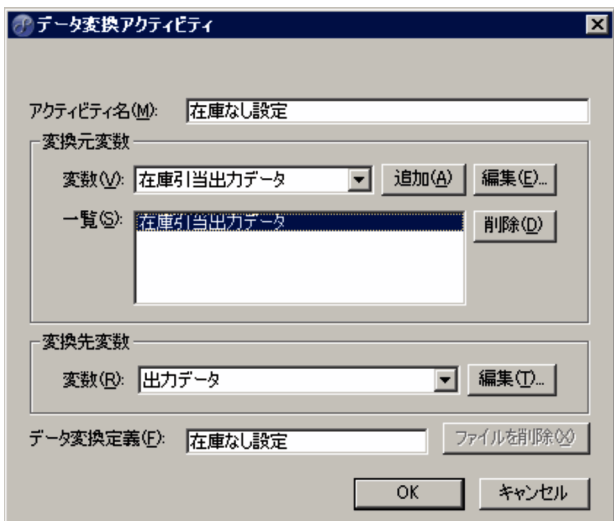 データ変換アクティビティ
アクティビティ名(M): 在庫なし設定
変換元変数
変数(V): 在庫引当出力データ 追加(A) 編集(E)...
一覧(S): 在庫引当出力データ 削除(D)
変換先変数
変数(R): 出力データ 編集(T)...
データ変換定義(F): 在庫なし設定 ファイルを削除(X)
OK キャンセル